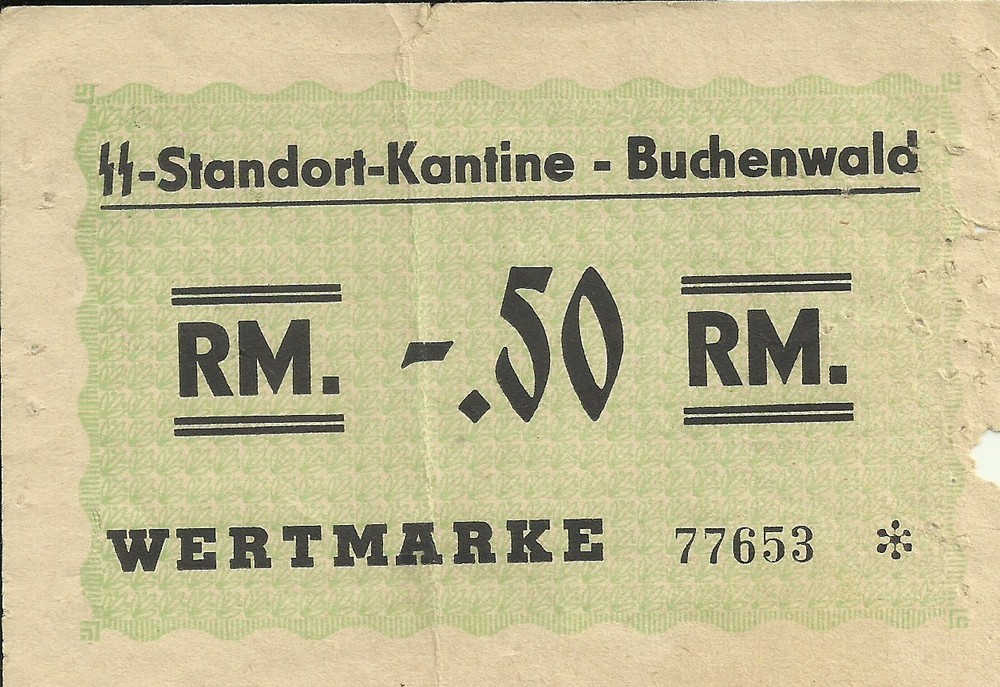 SS-Standort-Kantine - Buchenwald
RM. -.50 RM.
WERTMARKE 77653 *